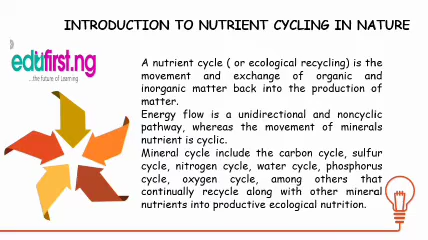 INTRODUCTION TO NUTRIENT CYCLING IN NATURE
edufirst.ng
...the future of Learning
A nutrient cycle ( or ecological recycling) is the
movement and exchange of organic and
inorganic matter back into the production of
matter.
Energy flow is a unidirectional and noncyclic
pathway, whereas the movement of minerals
nutrient is cyclic.
Mineral cycle include the carbon cycle, sulfur
cycle, nitrogen cycle, water cycle, phosphorus
cycle, oxygen cycle, among others that
continually recycle along with other mineral
nutrients into productive ecological nutrition.